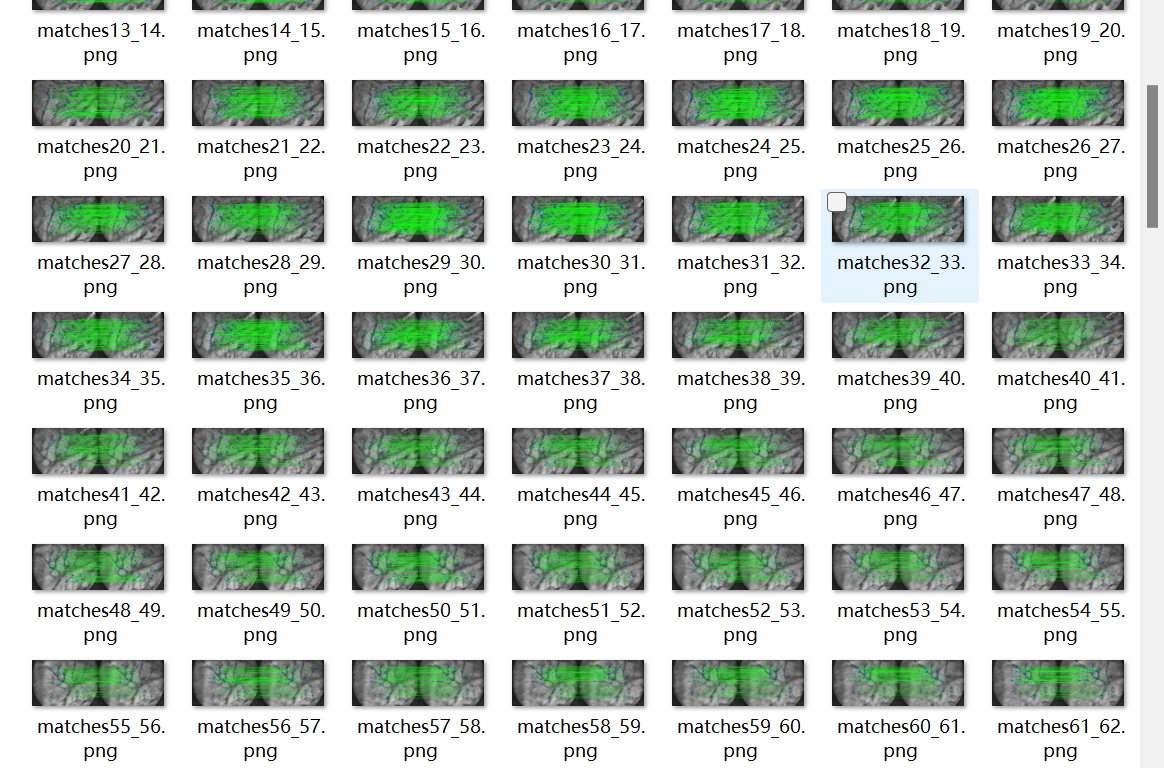 matches13_14. matches14_15. matches15_16. matches16_17. matches17_18. matches18_19. matches19_20.
png png png png png png png
matches20_21. matches21_22. matches22_23. matches23_24. matches24_25. matches25_26. matches26_27.
png png png png png png png
matches27_28. matches28_29. matches29_30. matches30_31. matches31_32. matches32_33. matches33_34.
png png png png png png png
matches34_35. matches35_36. matches36_37. matches37_38. matches38_39. matches39_40. matches40_41.
png png png png png png png
matches41_42. matches42_43. matches43_44. matches44_45. matches45_46. matches46_47. matches47_48.
png png png png png png png
matches48_49. matches49_50. matches50_51. matches51_52. matches52_53. matches53_54. matches54_55.
png png png png png png png
matches55_56. matches56_57. matches57_58. matches58_59. matches59_60. matches60_61. matches61_62.
png png png png png png png